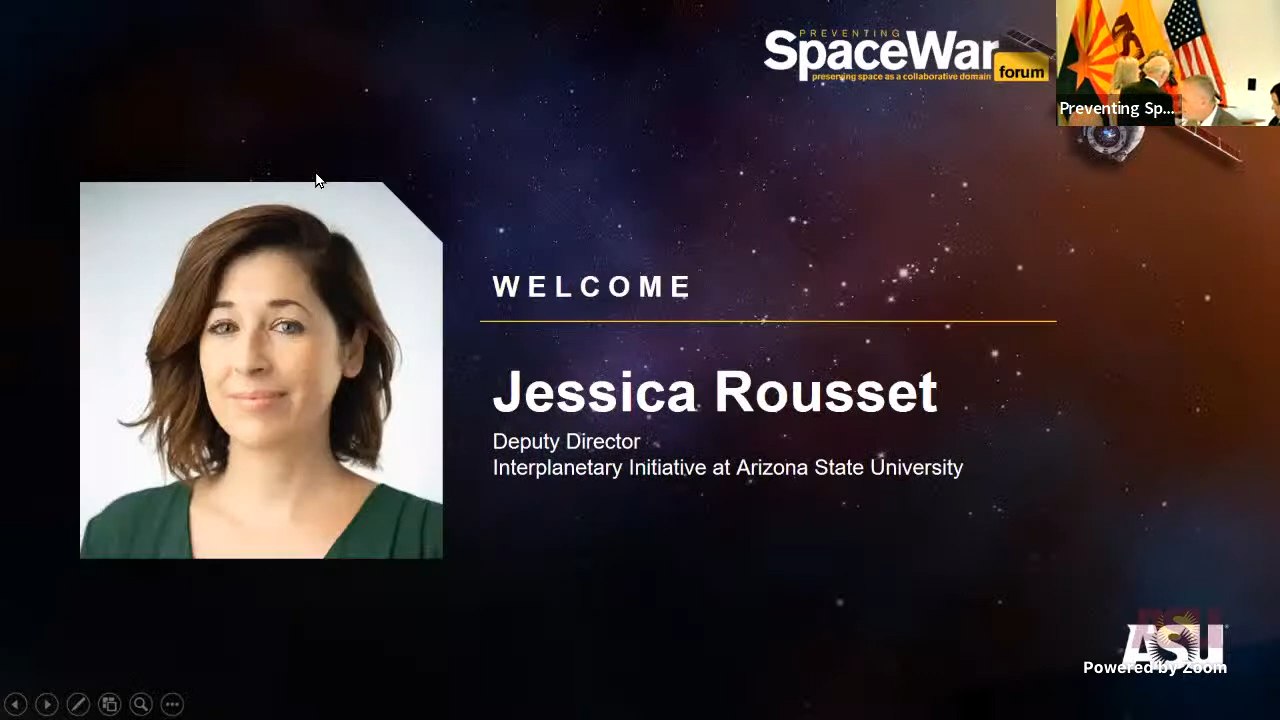 PREVENTING
SpaceWar
preserving space as a collaborative domain
forum
Preventing Sp...
WELCOME
Jessica Rousset
Deputy Director
Interplanetary Initiative at Arizona State University
ASU
Powered by Zoom